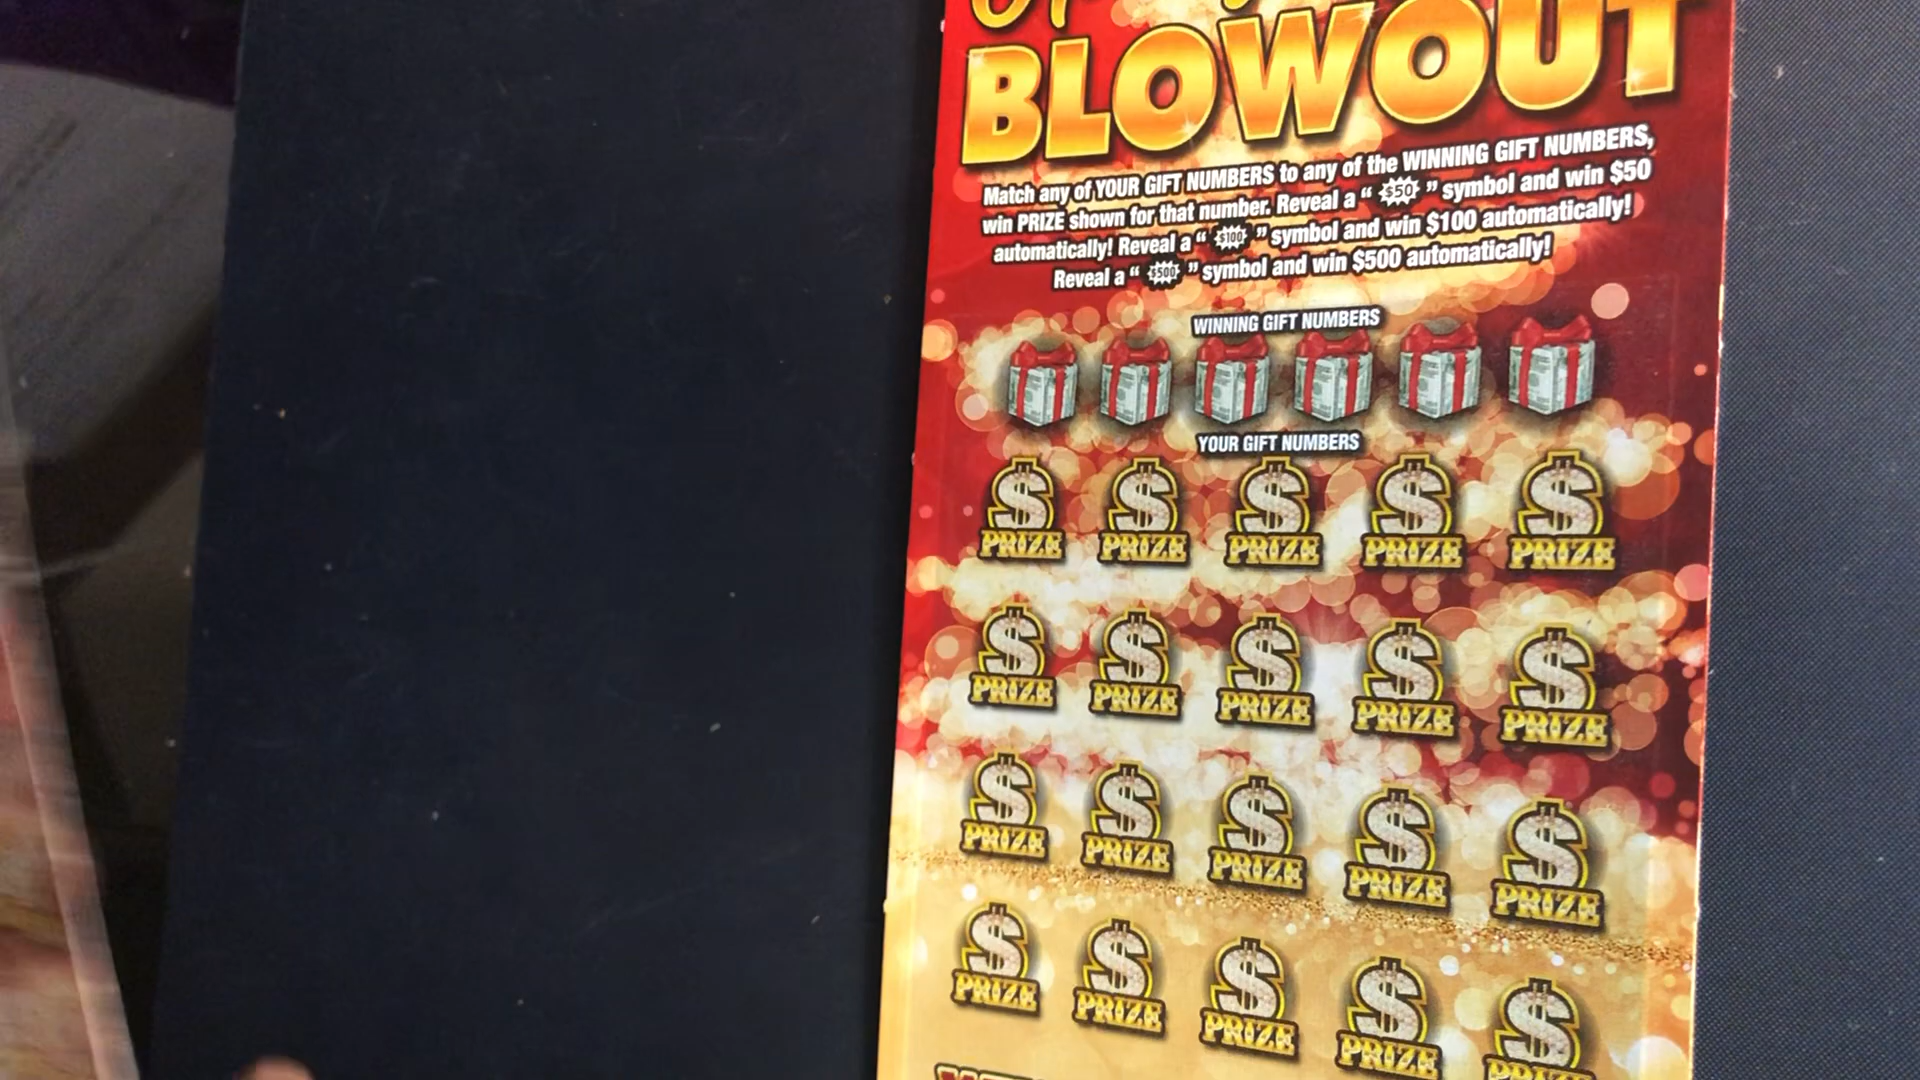 BLOWOUT
Match any of YOUR GIFT NUMBERS to any of the WINNING GIFT NUMBERS,
win PRIZE shown for that number. Reveal a " $50 " symbol and win $50
automatically! Reveal a " $100 " symbol and win $100 automatically!
Reveal a " $500 " symbol and win $500 automatically!
WINNING GIFT NUMBERS
YOUR GIFT NUMBERS
$ $ $ $ $
PRIZE PRIZE PRIZE PRIZE PRIZE
$ $ $ $ $
PRIZE PRIZE PRIZE PRIZE PRIZE
$ $ $ $ $
PRIZE PRIZE PRIZE PRIZE PRIZE
$ $ $ $ $
PRIZE PRIZE PRIZE PRIZE PRIZE